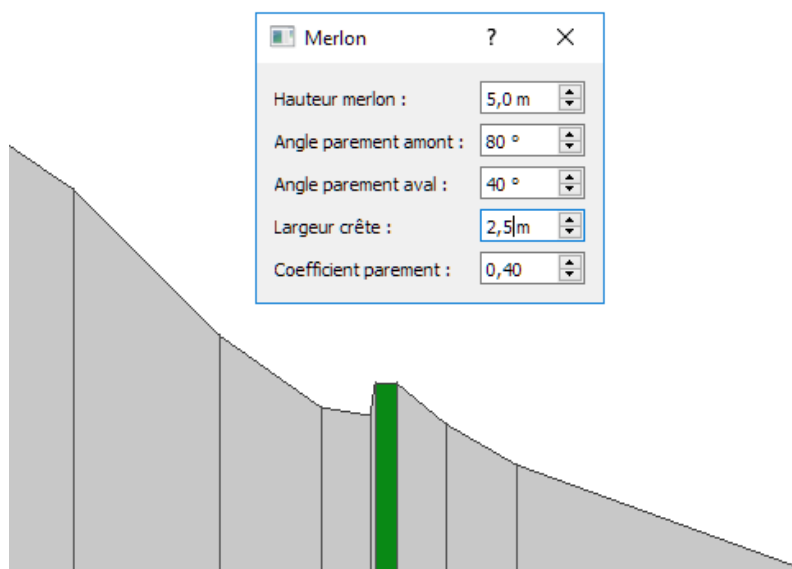 Merlon ?
Hauteur merlon : 5,0 m
Angle parement amont : 80 °
Angle parement aval : 40 °
Largeur crête : 2,5 m
Coefficient parement : 0,40